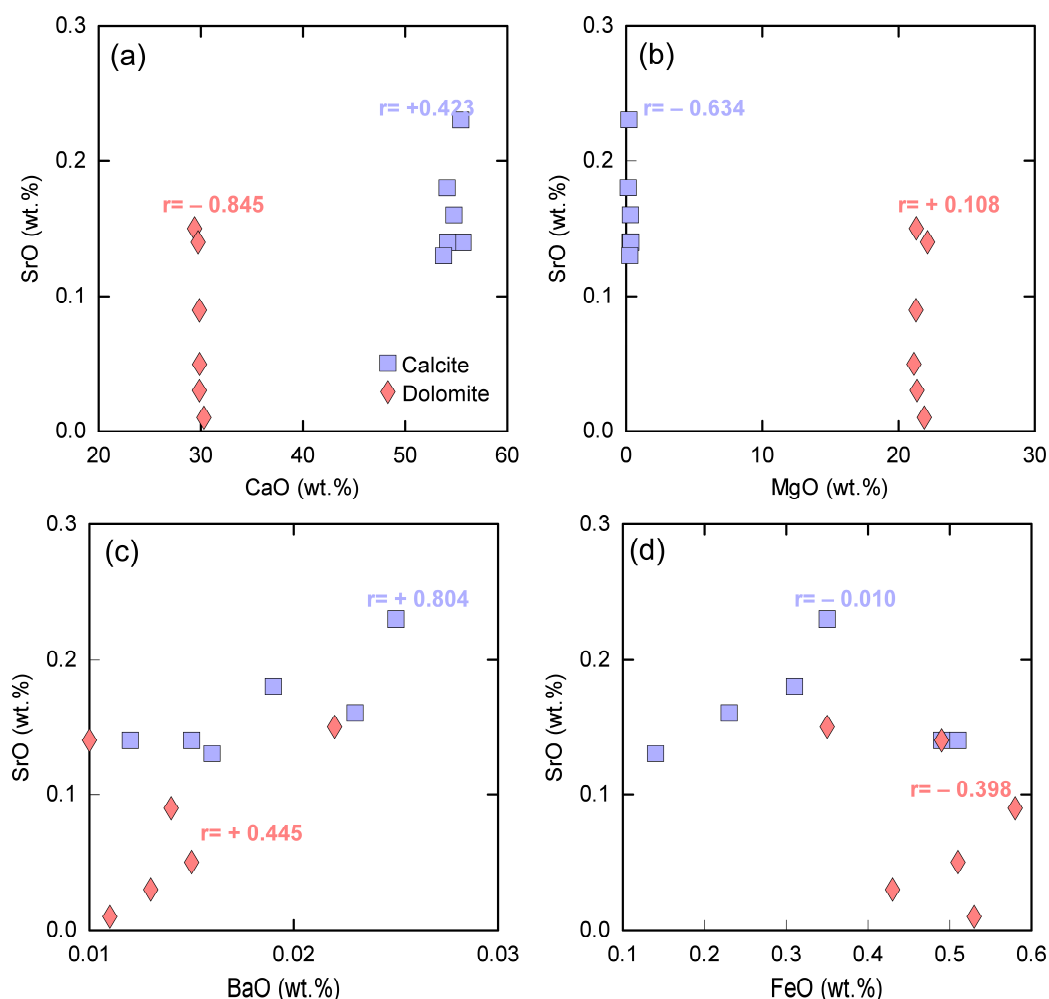 (a)
0.3
0.2
0.1
0.0
SrO (wt.%)
r= +0.423
r= – 0.845
Calcite
Dolomite
20 30 40 50 60
CaO (wt.%)
(b)
0.3
0.2
0.1
0.0
SrO (wt.%)
r= – 0.634
r= + 0.108
0 10 20 30
MgO (wt.%)
(c)
0.3
0.2
0.1
0.0
SrO (wt.%)
r= + 0.804
r= + 0.445
0.01 0.02 0.03
BaO (wt.%)
(d)
0.3
0.2
0.1
0.0
SrO (wt.%)
r= – 0.010
r= – 0.398
0.1 0.2 0.3 0.4 0.5 0.6
FeO (wt.%)